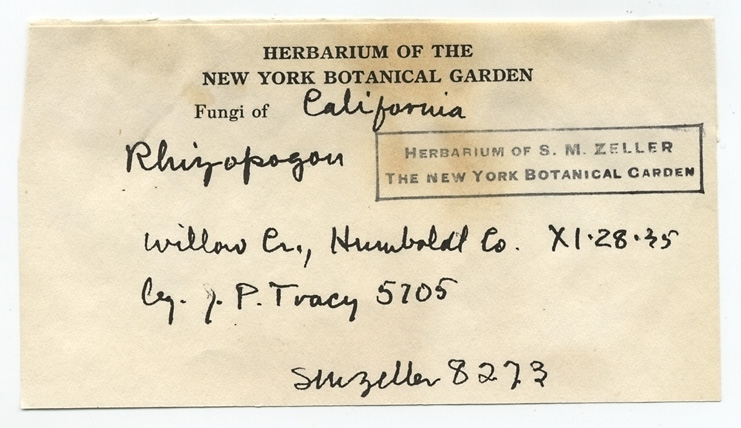 HERBARIUM OF THE
NEW YORK BOTANICAL GARDEN
Fungi of California
Rhizopogon
HERBARIUM OF S. M. ZELLER
THE NEW YORK BOTANICAL GARDEN
Willow Cr., Humboldt Co. XI·28·35
Leg. J. P. Tracy 5705
SMZeller 8273